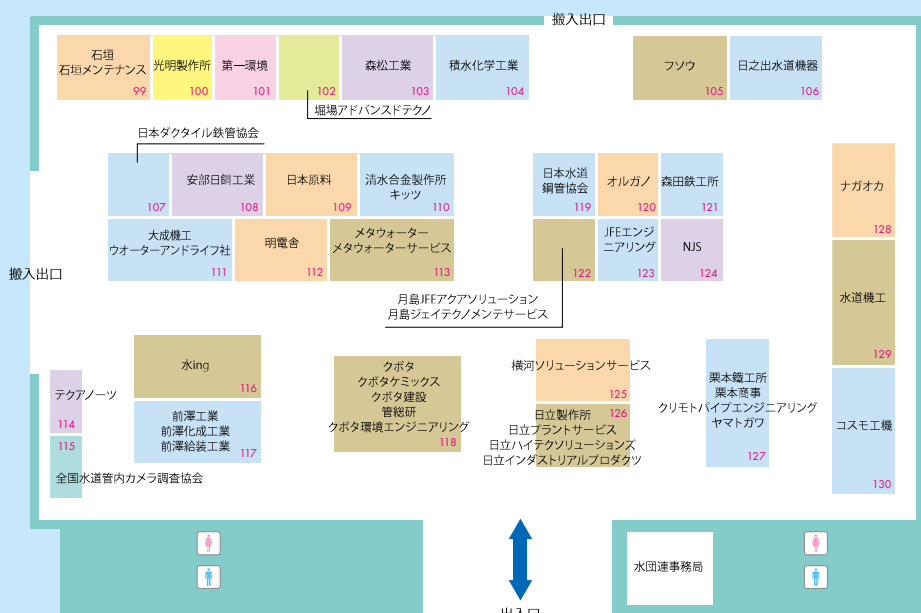 搬入出口
石垣
石垣メンテナンス
99
光明製作所
100
第一環境
101
102
堀場アドバンスドテクノ
森松工業
103
積水化学工業
104
フソウ
105
日之出水道機器
106
日本ダクタイル鉄管協会
107
安部日鋼工業
108
日本原料
109
清水合金製作所
キッツ
110
日本水道
鋼管協会
119
オルガノ
120
森田鉄工所
121
ナガオカ
128
大成機工
ウオーターアンドライフ社
111
明電舎
112
メタウォーター
メタウォーターサービス
113
122
月島JFEアクアソリューション
月島ジェイテクノメンテサービス
JFEエンジ
ニアリング
123
NJS
124
搬入出口
水道機工
129
水ing
116
前澤工業
前澤化成工業
前澤給装工業
117
テクアノーツ
114
115
全国水道管内カメラ調査協会
クボタ
クボタケミックス
クボタ建設
管総研
クボタ環境エンジニアリング
118
横河ソリューションサービス
125
日立製作所
126
日立プラントサービス
日立ハイテクソリューションズ
日立インダストリアルプロダクツ
栗本鐵工所
栗本商事
クリモトパイプエンジニアリング
ヤマトガワ
127
コスモ工機
130
水団連事務局
出入口